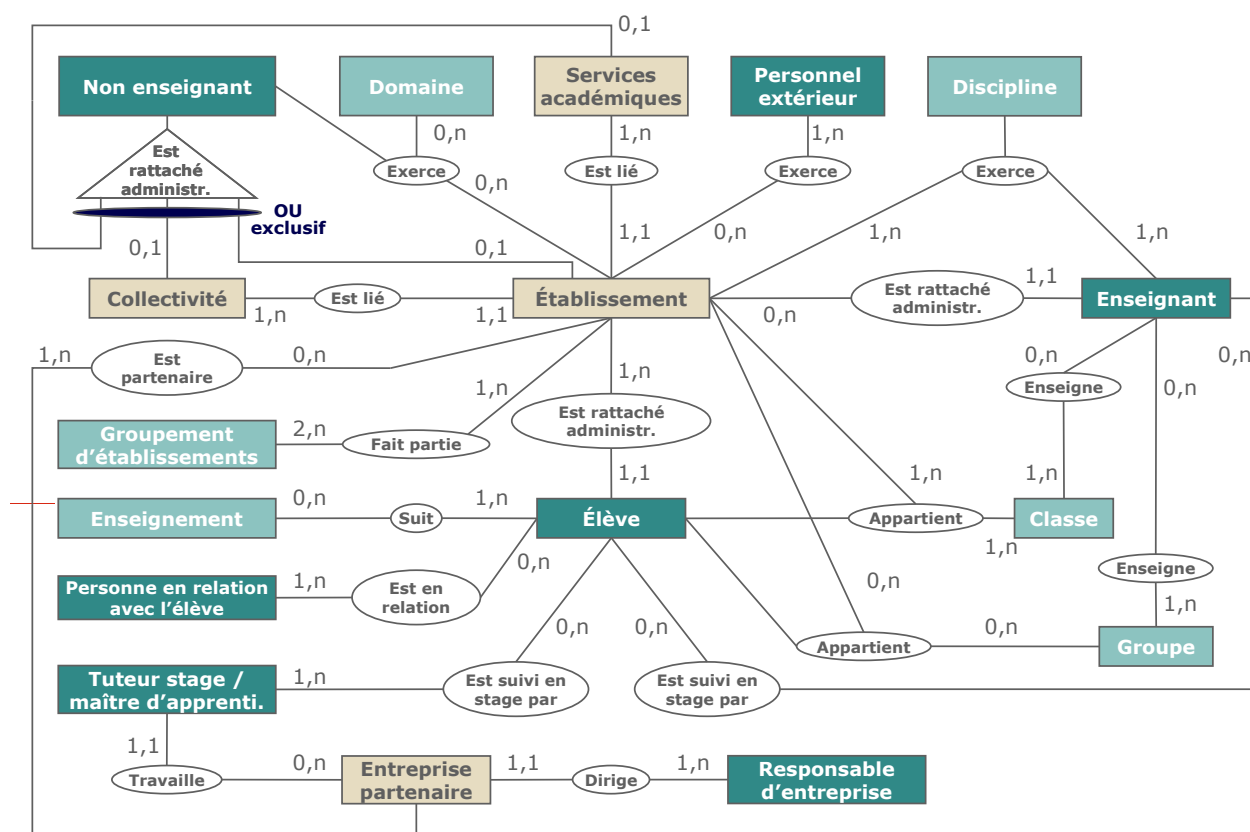 0,1
Non enseignant
Domaine
Services
académiques
Personnel
extérieur
Discipline
0,n
1,n
1,n
Est
rattaché
administr.
Exerce
Est lié
Exerce
Exerce
0,n
OU
exclusif
0,1
0,1
1,1
0,n
1,n
1,n
Collectivité
Est lié
Établissement
Est rattaché
administr.
1,1
Enseignant
1,n
1,1
0,n
1,n
Est
partenaire
0,n
1,n
1,n
0,n
Enseigne
0,n
0,n
Groupement
d'établissements
2,n
Fait partie
Est rattaché
administr.
1,1
1,n
1,n
Enseignement
0,n
Suit
1,n
Élève
Appartient
Classe
1,n
0,n
Personne en relation
avec l'élève
1,n
Est en
relation
0,n
Enseigne
1,n
0,n
0,n
Appartient
0,n
Groupe
Tuteur stage /
maître d'apprenti.
1,n
Est suivi en
stage par
Est suivi en
stage par
1,1
Travaille
0,n
Entreprise
partenaire
1,1
Dirige
1,n
Responsable
d'entreprise